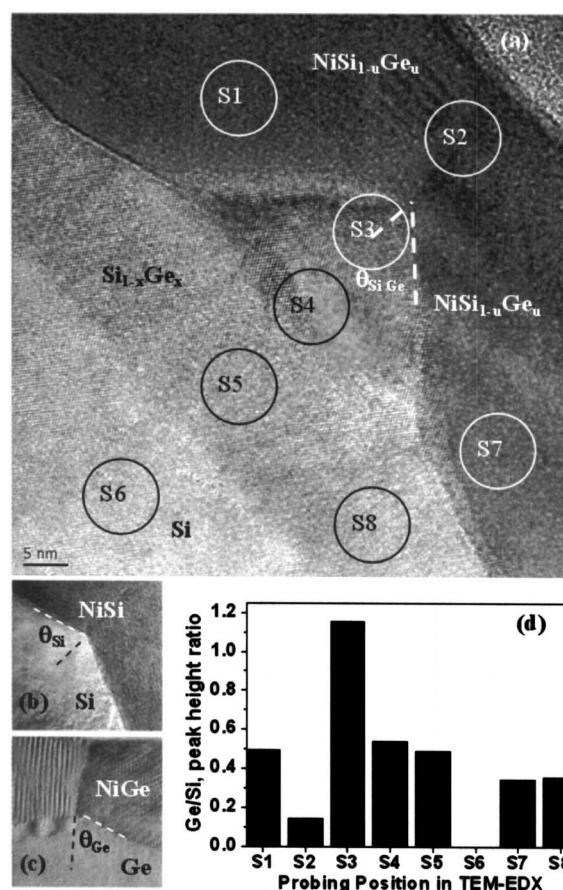 (a)
NiSi1-uGeu
S1
S2
S3
θSi Ge
Si1-xGex
S4
NiSi1-uGeu
S5
S7
S6
S8
Si
5 nm
NiSi
θSi
(b)
Si
NiGe
θGe
(c)
Ge
(d)
Ge/Si, peak height ratio
1.2
1.0
0.8
0.6
0.4
0.2
0.0
S1 S2 S3 S4 S5 S6 S7 S8
Probing Position in TEM-EDX